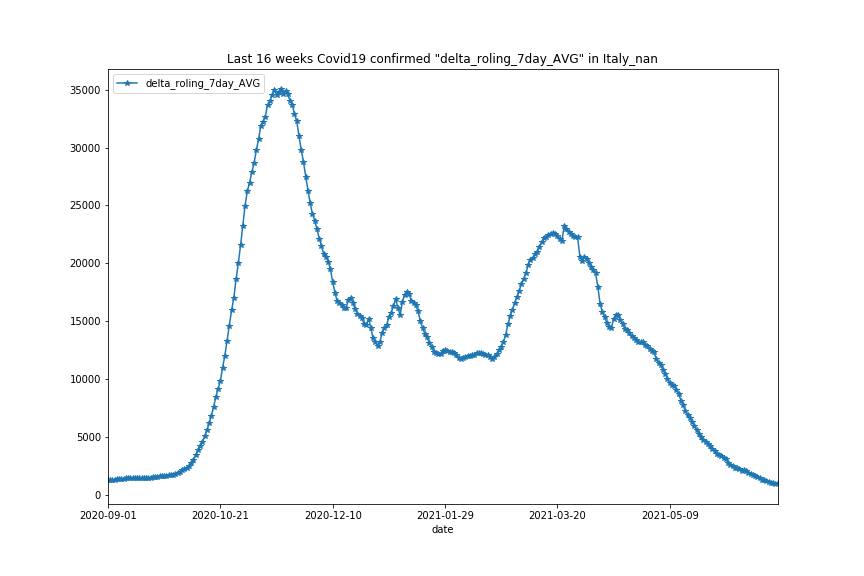 Last 16 weeks Covid19 confirmed "delta_roling_7day_AVG" in Italy_nan
delta_roling_7day_AVG
35000
30000
25000
20000
15000
10000
5000
0
2020-09-01 2020-10-21 2020-12-10 2021-01-29 2021-03-20 2021-05-09
date